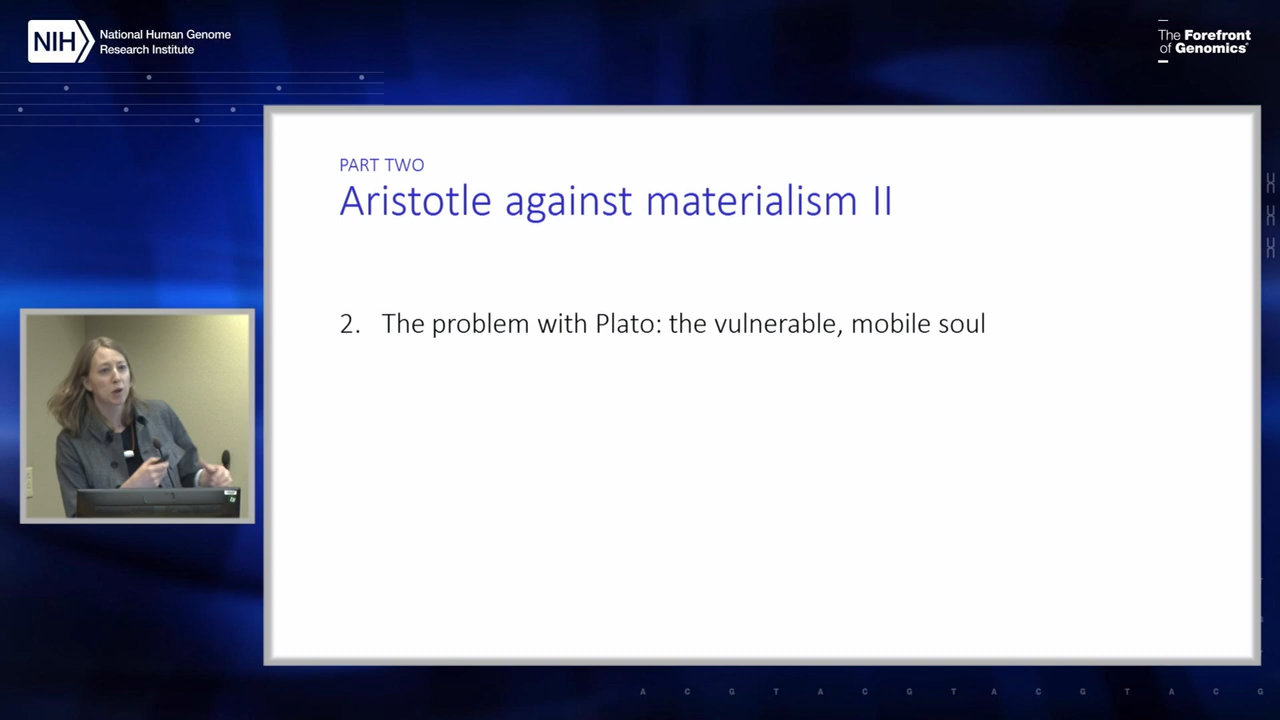 NIH
National Human Genome
Research Institute
The Forefront
of Genomics®
PART TWO
Aristotle against materialism II
2. The problem with Plato: the vulnerable, mobile soul
A C G T A C G T A C G T A C G